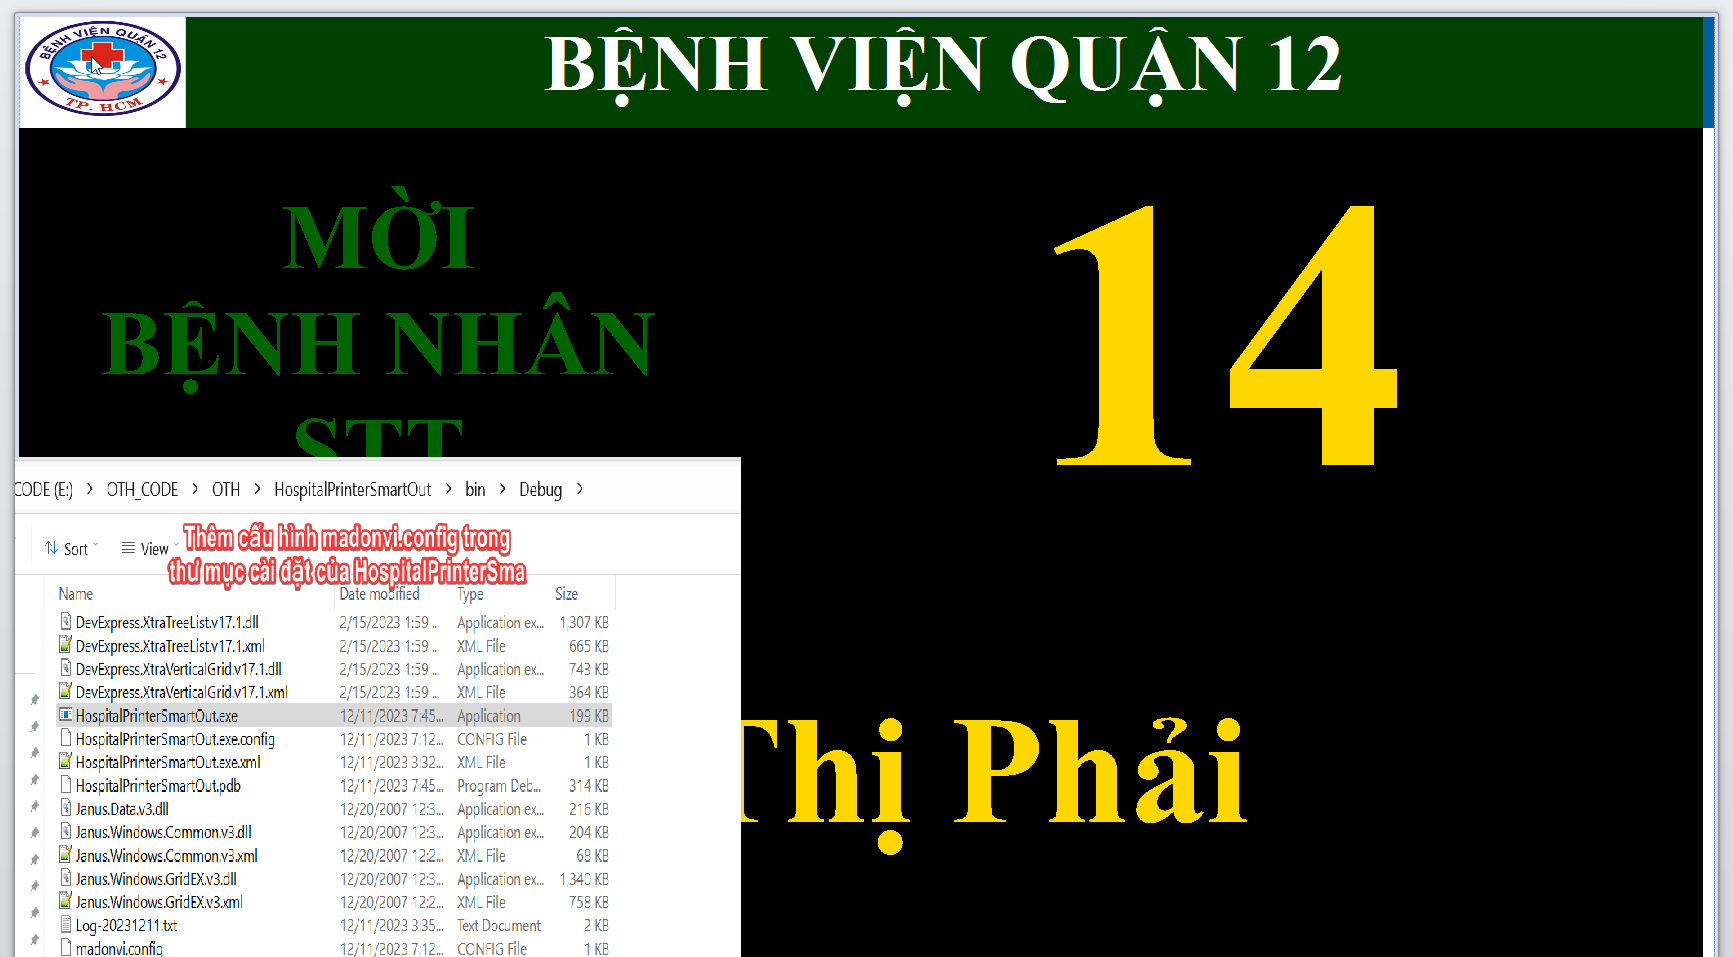 BỆNH VIỆN QUẬN 12
TP. HCM
BỆNH VIỆN QUẬN 12
MỜI
BỆNH NHÂN
STT
14
Thị Phải
CODE (E:) > OTH_CODE > OTH > HospitalPrinterSmartOut > bin > Debug >
Sort View
Thêm cấu hình madonvi.config trong
thư mục cài đặt của HospitalPrinterSma
Name Date modified Type Size
DevExpress.XtraTreeList.v17.1.dll 2/15/2023 1:59 ... Application ex... 1,307 KB
DevExpress.XtraTreeList.v17.1.xml 2/15/2023 1:59 ... XML File 665 KB
DevExpress.XtraVerticalGrid.v17.1.dll 2/15/2023 1:59 ... Application ex... 743 KB
DevExpress.XtraVerticalGrid.v17.1.xml 2/15/2023 1:59 ... XML File 364 KB
HospitalPrinterSmartOut.exe 12/11/2023 7:45... Application 199 KB
HospitalPrinterSmartOut.exe.config 12/11/2023 7:12... CONFIG File 1 KB
HospitalPrinterSmartOut.exe.xml 12/11/2023 3:32... XML File 1 KB
HospitalPrinterSmartOut.pdb 12/11/2023 7:45... Program Deb... 314 KB
Janus.Data.v3.dll 12/20/2007 12:3... Application ex... 216 KB
Janus.Windows.Common.v3.dll 12/20/2007 12:3... Application ex... 204 KB
Janus.Windows.Common.v3.xml 12/20/2007 12:2... XML File 68 KB
Janus.Windows.GridEX.v3.dll 12/20/2007 12:3... Application ex... 1,340 KB
Janus.Windows.GridEX.v3.xml 12/20/2007 12:2... XML File 758 KB
Log-20231211.txt 12/11/2023 3:35... Text Document 2 KB
madonvi.config 12/11/2023 7:12... CONFIG File 1 KB